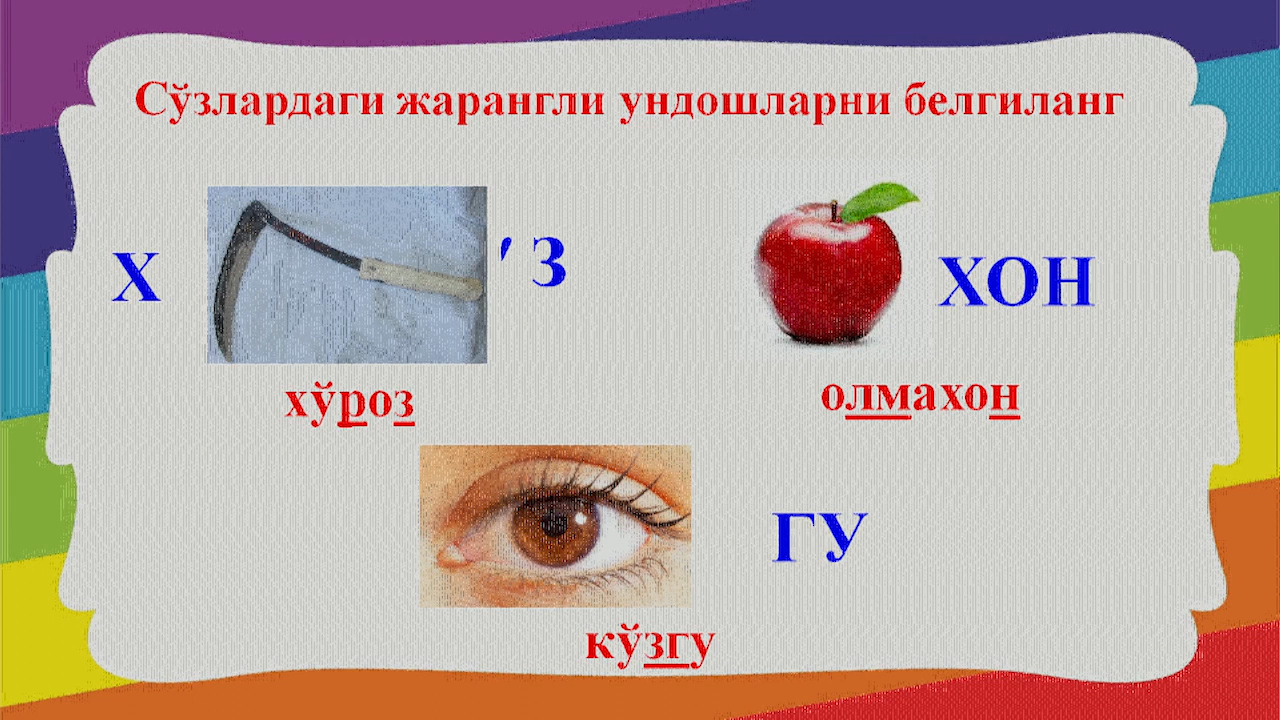 Сўзлардаги жарангли ундошларни белгиланг
Х ′ З
ХОН
хўроз
олмахон
ГУ
кўзгу